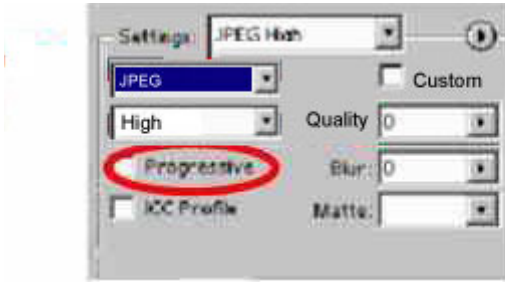 Settings: JPEG High
JPEG Custom
High Quality 0
Progressive Blur: 0
ICC Profile Matte: